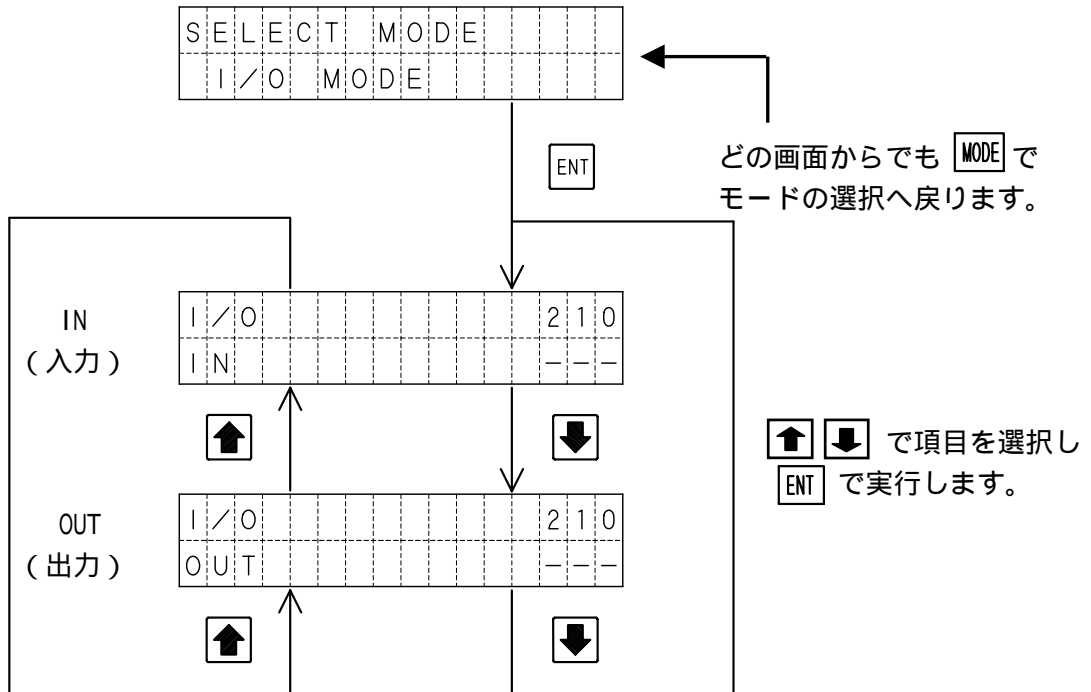 SELECT MODE
I/O MODE
ENT
どの画面からでも MODE で
モードの選択へ戻ります。
IN
(入力)
I/O 210
IN ---
で項目を選択し
ENT で実行します。
OUT
(出力)
I/O 210
OUT ---